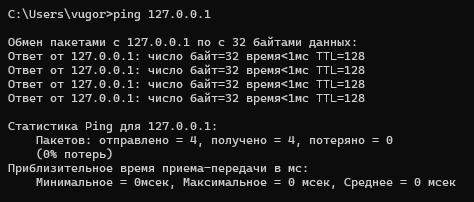 C:\Users\vugor>ping 127.0.0.1
Обмен пакетами с 127.0.0.1 по с 32 байтами данных:
Ответ от 127.0.0.1: число байт=32 время<1мс TTL=128
Ответ от 127.0.0.1: число байт=32 время<1мс TTL=128
Ответ от 127.0.0.1: число байт=32 время<1мс TTL=128
Ответ от 127.0.0.1: число байт=32 время<1мс TTL=128
Статистика Ping для 127.0.0.1:
Пакетов: отправлено = 4, получено = 4, потеряно = 0
(0% потерь)
Приблизительное время приема-передачи в мс:
Минимальное = 0мсек, Максимальное = 0 мсек, Среднее = 0 мсек